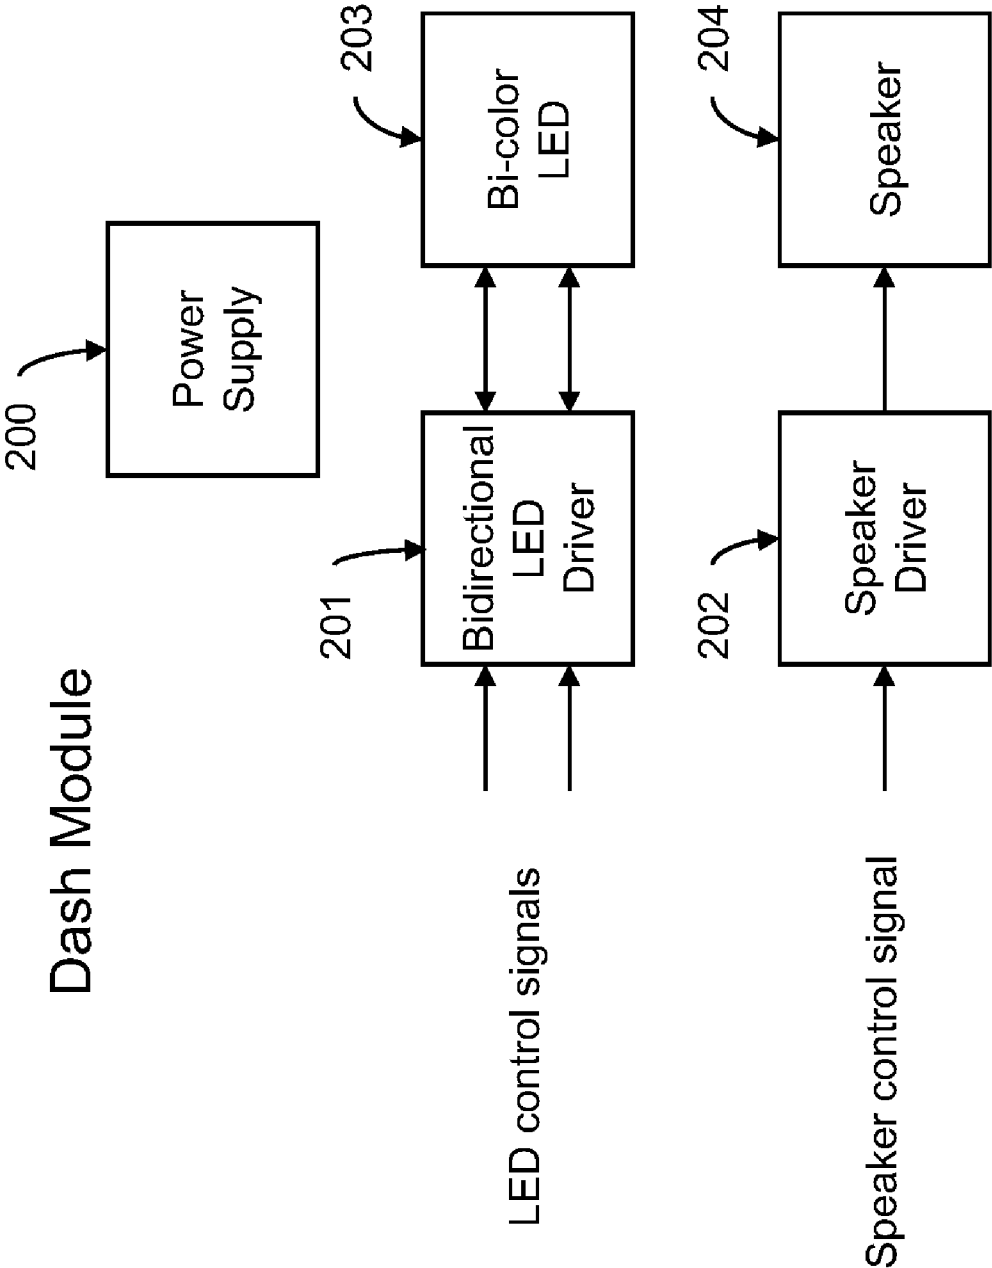 Dash Module
200
Power
Supply
201
203
LED control signals
Bidirectional
LED
Driver
Bi-color
LED
202
204
Speaker control signal
Speaker
Driver
Speaker